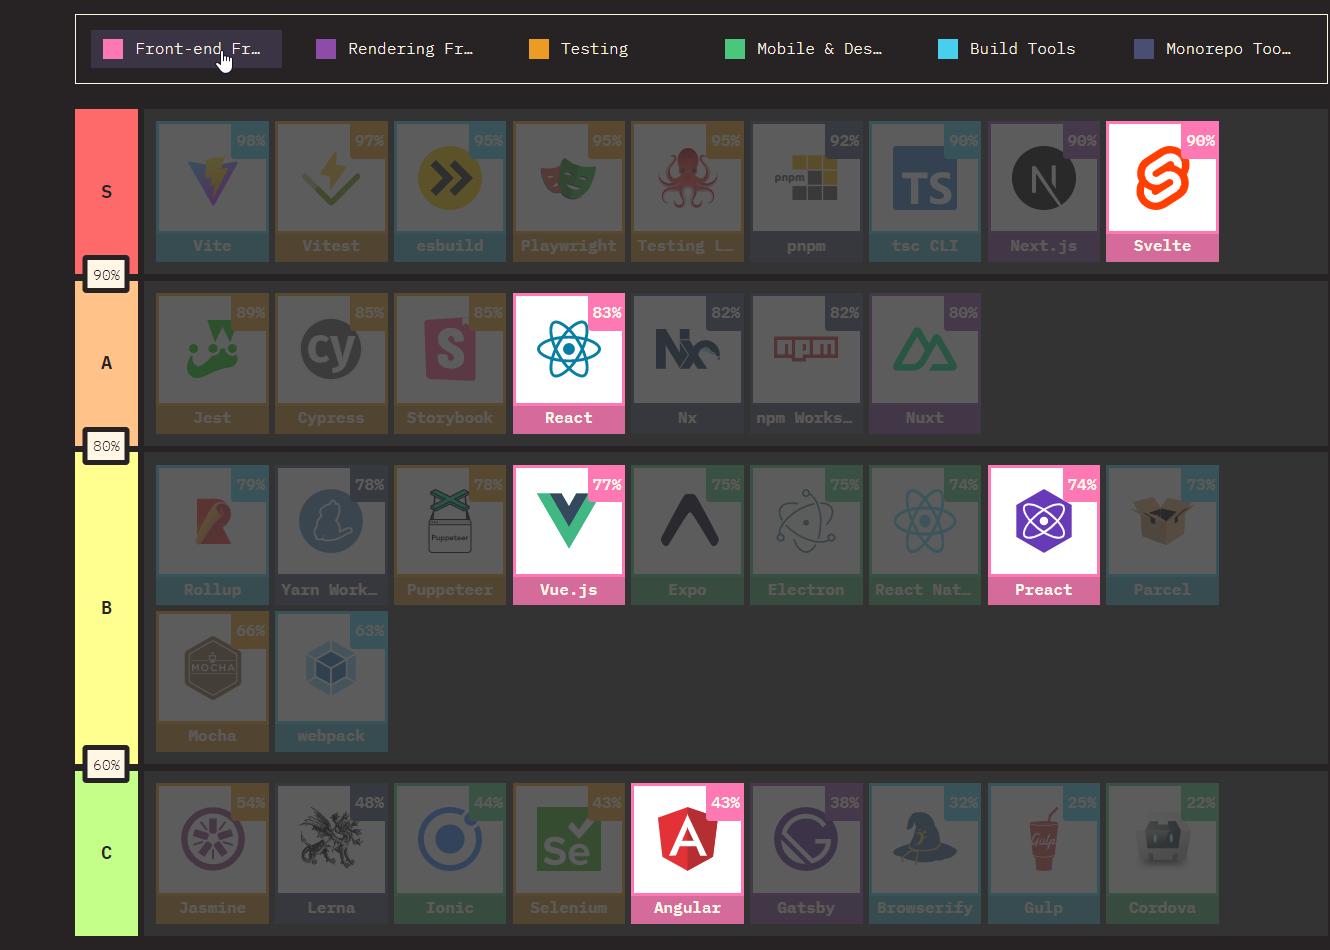 Front-end Fr…
Rendering Fr…
Testing
Mobile & Des…
Build Tools
Monorepo Too…
S
98%
97%
95%
95%
95%
92%
90%
90%
90%
pnpm
TS
N
Vite
Vitest
esbuild
Playwright
Testing L…
pnpm
tsc CLI
Next.js
Svelte
90%
A
89%
85%
85%
83%
82%
82%
80%
cy
S
Nx
npm
Jest
Cypress
Storybook
React
Nx
npm Works…
Nuxt
80%
B
79%
78%
78%
77%
75%
75%
74%
74%
73%
Puppeteer
Rollup
Yarn Work…
Puppeteer
Vue.js
Expo
Electron
React Nat…
Preact
Parcel
66%
63%
MOCHA
Mocha
webpack
60%
C
54%
48%
44%
43%
43%
38%
32%
25%
22%
Se
A
G
Gulp
Jasmine
Lerna
Ionic
Selenium
Angular
Gatsby
Browserify
Gulp
Cordova